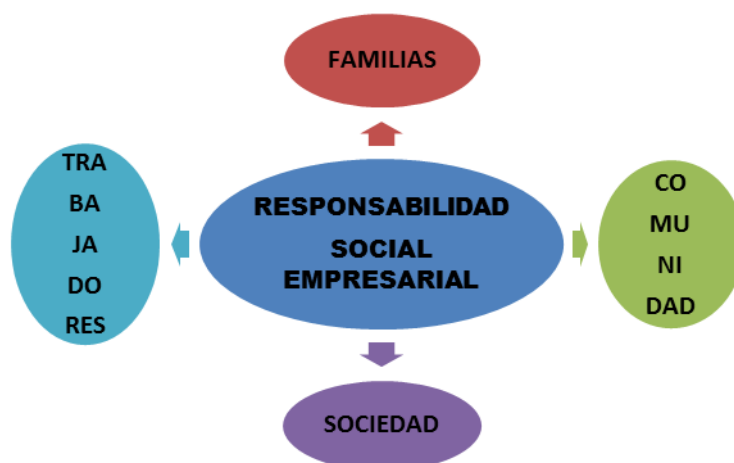 FAMILIAS
TRA
BA
JA
DO
RES
RESPONSABILIDAD
SOCIAL
EMPRESARIAL
CO
MU
NI
DAD
SOCIEDAD